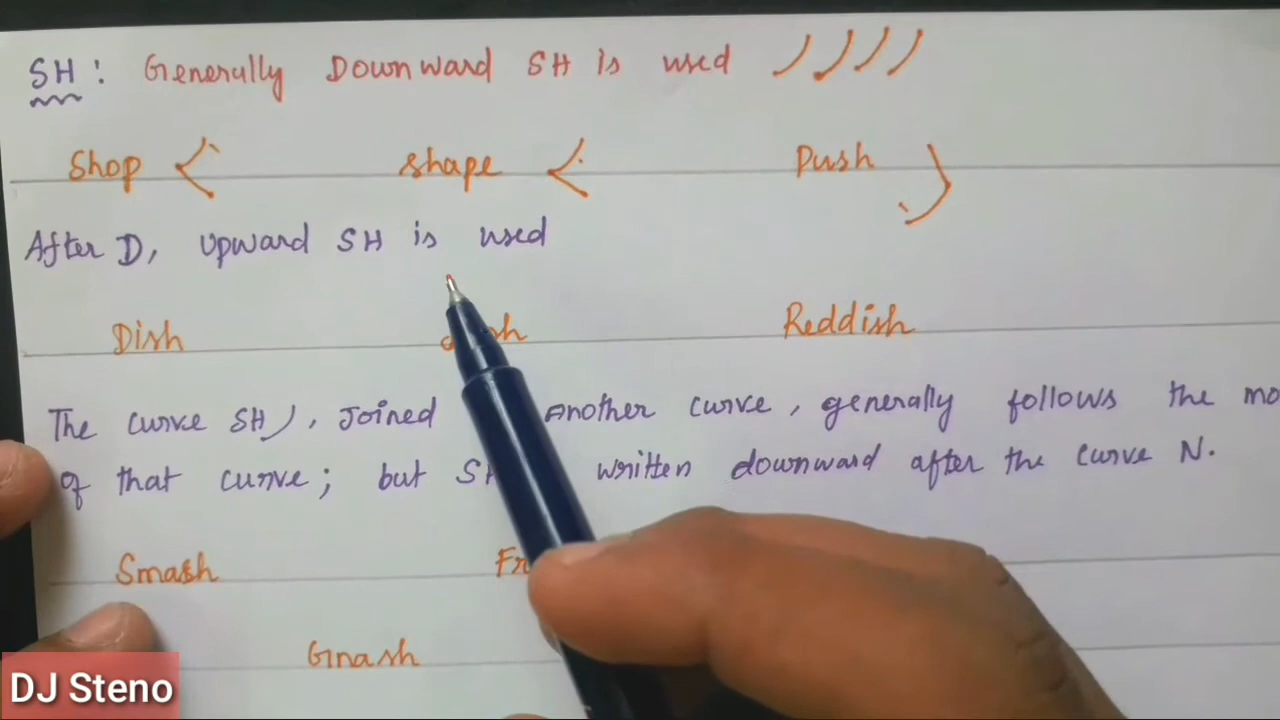 SH : Generally Downward SH is used
Shop shape Push
After D, upward SH is used
Dish Reddish
The curve SH, Joined Another curve, generally follows the
of that curve; but written downward after the curve N.
Smash
Gnash
DJ Steno